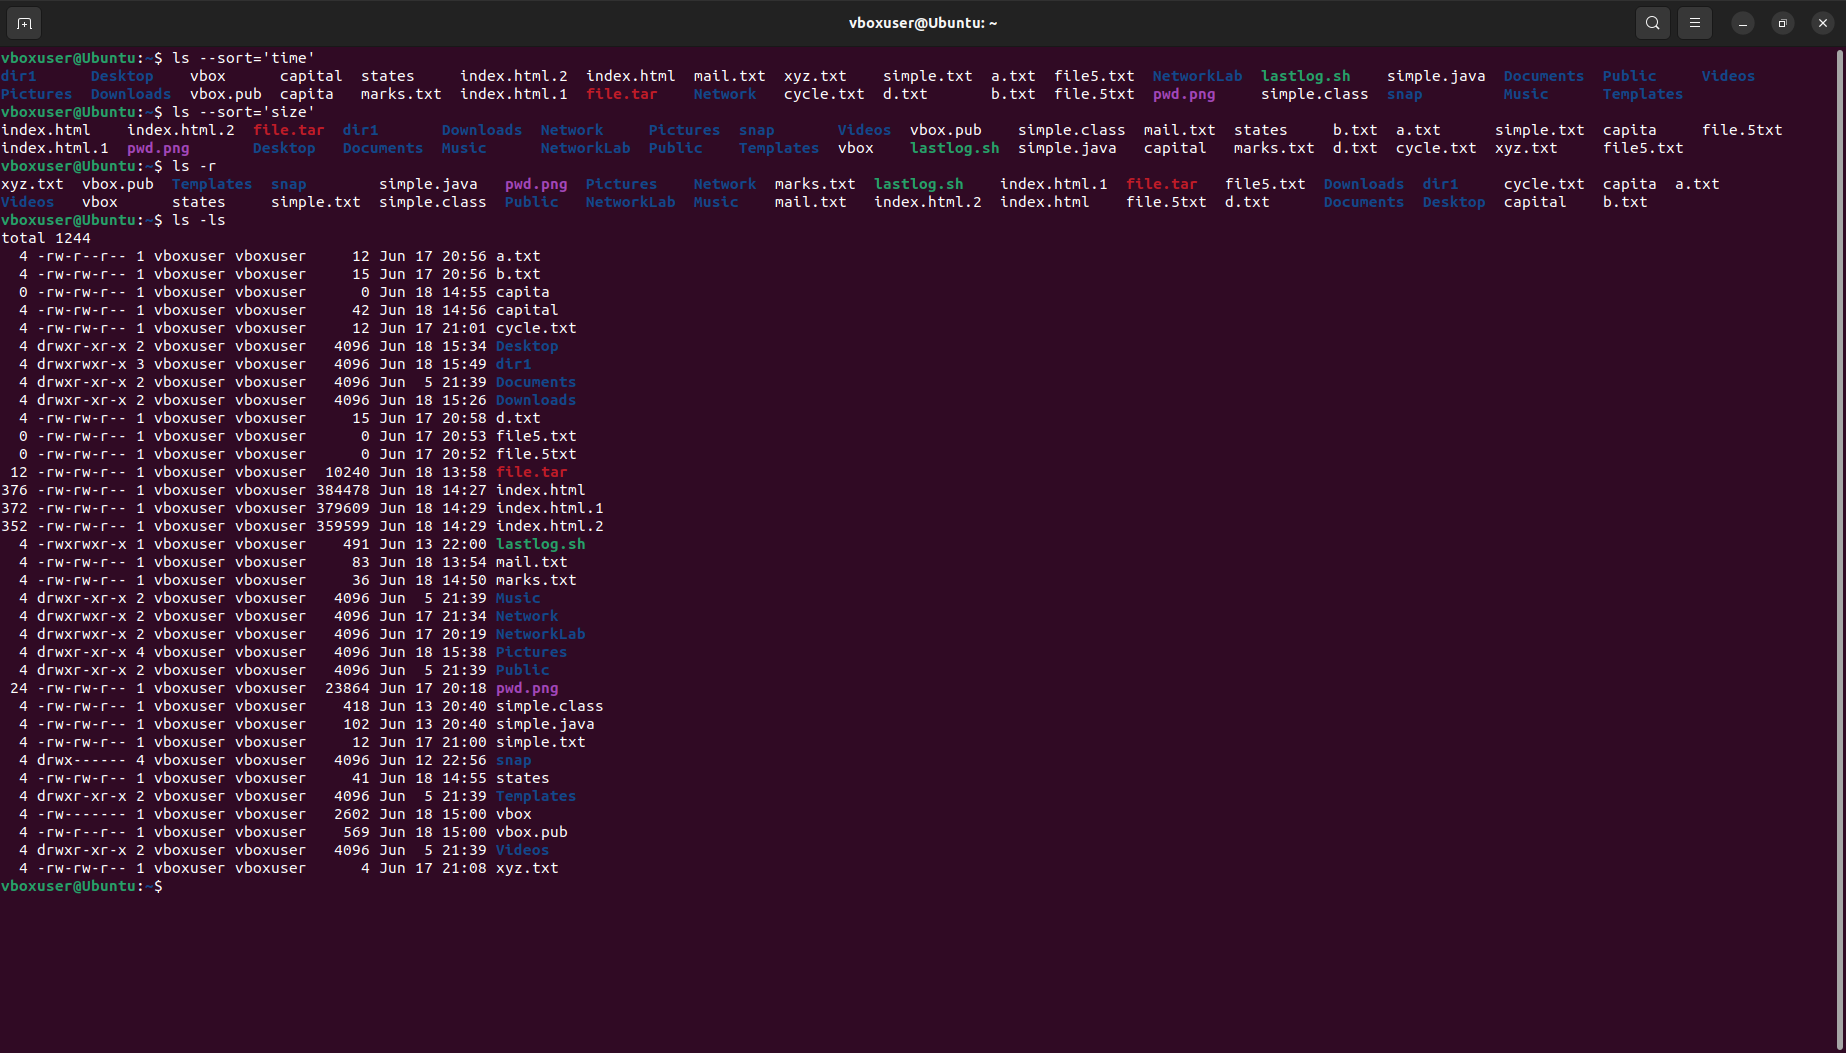 vboxuser@Ubuntu: ~
vboxuser@Ubuntu:~$ ls --sort='time'
dir1      Desktop    vbox      capital  states     index.html.2  index.html  mail.txt  xyz.txt    simple.txt  a.txt  file5.txt  NetworkLab  lastlog.sh    simple.java  Documents  Public     Videos
Pictures  Downloads  vbox.pub  capita   marks.txt  index.html.1  file.tar    Network   cycle.txt  d.txt       b.txt  file.5txt  pwd.png     simple.class  snap         Music      Templates
vboxuser@Ubuntu:~$ ls --sort='size'
index.html    index.html.2  file.tar  dir1       Downloads  Network     Pictures  snap       Videos  vbox.pub    simple.class  mail.txt  states     b.txt  a.txt      simple.txt  capita     file.5txt
index.html.1  pwd.png       Desktop   Documents  Music      NetworkLab  Public    Templates  vbox    lastlog.sh  simple.java   capital   marks.txt  d.txt  cycle.txt  xyz.txt     file5.txt
vboxuser@Ubuntu:~$ ls -r
xyz.txt  vbox.pub  Templates  snap        simple.java   pwd.png  Pictures    Network  marks.txt  lastlog.sh    index.html.1  file.tar   file5.txt  Downloads  dir1     cycle.txt  capita  a.txt
Videos   vbox      states     simple.txt  simple.class  Public   NetworkLab  Music    mail.txt   index.html.2  index.html    file.5txt  d.txt      Documents  Desktop  capital    b.txt
vboxuser@Ubuntu:~$ ls -ls
total 1244
  4 -rw-r--r-- 1 vboxuser vboxuser     12 Jun 17 20:56 a.txt
  4 -rw-rw-r-- 1 vboxuser vboxuser     15 Jun 17 20:56 b.txt
  0 -rw-rw-r-- 1 vboxuser vboxuser      0 Jun 18 14:55 capita
  4 -rw-rw-r-- 1 vboxuser vboxuser     42 Jun 18 14:56 capital
  4 -rw-rw-r-- 1 vboxuser vboxuser     12 Jun 17 21:01 cycle.txt
  4 drwxr-xr-x 2 vboxuser vboxuser   4096 Jun 18 15:34 Desktop
  4 drwxrwxr-x 3 vboxuser vboxuser   4096 Jun 18 15:49 dir1
  4 drwxr-xr-x 2 vboxuser vboxuser   4096 Jun  5 21:39 Documents
  4 drwxr-xr-x 2 vboxuser vboxuser   4096 Jun 18 15:26 Downloads
  4 -rw-rw-r-- 1 vboxuser vboxuser     15 Jun 17 20:58 d.txt
  0 -rw-rw-r-- 1 vboxuser vboxuser      0 Jun 17 20:53 file5.txt
  0 -rw-rw-r-- 1 vboxuser vboxuser      0 Jun 17 20:52 file.5txt
 12 -rw-rw-r-- 1 vboxuser vboxuser  10240 Jun 18 13:58 file.tar
376 -rw-rw-r-- 1 vboxuser vboxuser 384478 Jun 18 14:27 index.html
372 -rw-rw-r-- 1 vboxuser vboxuser 379609 Jun 18 14:29 index.html.1
352 -rw-rw-r-- 1 vboxuser vboxuser 359599 Jun 18 14:29 index.html.2
  4 -rwxrwxr-x 1 vboxuser vboxuser    491 Jun 13 22:00 lastlog.sh
  4 -rw-rw-r-- 1 vboxuser vboxuser     83 Jun 18 13:54 mail.txt
  4 -rw-rw-r-- 1 vboxuser vboxuser     36 Jun 18 14:50 marks.txt
  4 drwxr-xr-x 2 vboxuser vboxuser   4096 Jun  5 21:39 Music
  4 drwxrwxr-x 2 vboxuser vboxuser   4096 Jun 17 21:34 Network
  4 drwxrwxr-x 2 vboxuser vboxuser   4096 Jun 17 20:19 NetworkLab
  4 drwxr-xr-x 4 vboxuser vboxuser   4096 Jun 18 15:38 Pictures
  4 drwxr-xr-x 2 vboxuser vboxuser   4096 Jun  5 21:39 Public
 24 -rw-rw-r-- 1 vboxuser vboxuser  23864 Jun 17 20:18 pwd.png
  4 -rw-rw-r-- 1 vboxuser vboxuser    418 Jun 13 20:40 simple.class
  4 -rw-rw-r-- 1 vboxuser vboxuser    102 Jun 13 20:40 simple.java
  4 -rw-rw-r-- 1 vboxuser vboxuser     12 Jun 17 21:00 simple.txt
  4 drwx------ 4 vboxuser vboxuser   4096 Jun 12 22:56 snap
  4 -rw-rw-r-- 1 vboxuser vboxuser     41 Jun 18 14:55 states
  4 drwxr-xr-x 2 vboxuser vboxuser   4096 Jun  5 21:39 Templates
  4 -rw------- 1 vboxuser vboxuser   2602 Jun 18 15:00 vbox
  4 -rw-r--r-- 1 vboxuser vboxuser    569 Jun 18 15:00 vbox.pub
  4 drwxr-xr-x 2 vboxuser vboxuser   4096 Jun  5 21:39 Videos
  4 -rw-rw-r-- 1 vboxuser vboxuser      4 Jun 17 21:08 xyz.txt
vboxuser@Ubuntu:~$